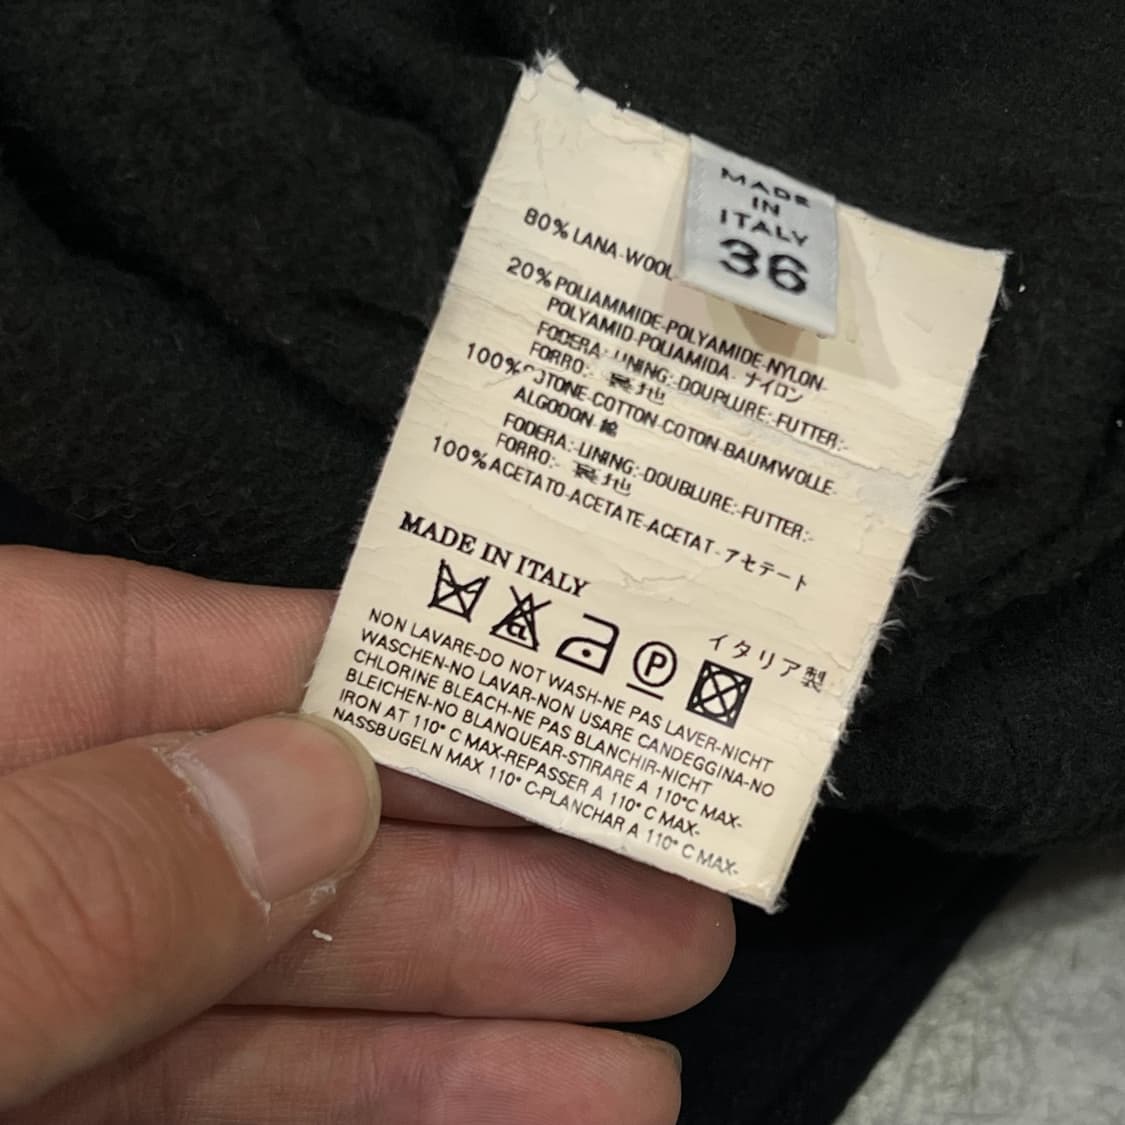 MADE
IN
ITALY
36
80% LANA-WOOL
20% POLIAMMIDE-POLYAMIDE-NYLON
POLYAMID-POLIAMIDA- ナイロン
FODERA:-LINING:-DOUPLURE:-FUTTER:-
FORRO:- 裏地
100% COTONE-COTTON-COTON-BAUMWOLLE
ALGODON 綿
FODERA:-LINING:-DOUBLURE:-FUTTER:-
FORRO:- 裏地
100% ACETATO-ACETATE-ACETAT-アセテート
MADE IN ITALY
イタリア製
P
NON LAVARE-DO NOT WASH-NE PAS LAVER-NICHT
WASCHEN-NO LAVAR-NON USARE CANDEGGINA-NO
CHLORINE BLEACH-NE PAS BLANCHIR-NICHT
BLEICHEN-NO BLANQUEAR-STIRARE A 110°C MAX-
IRON AT 110° C MAX-REPASSER A 110° C MAX-
NASSBUGELN MAX 110° C-PLANCHAR A 110° C MAX-